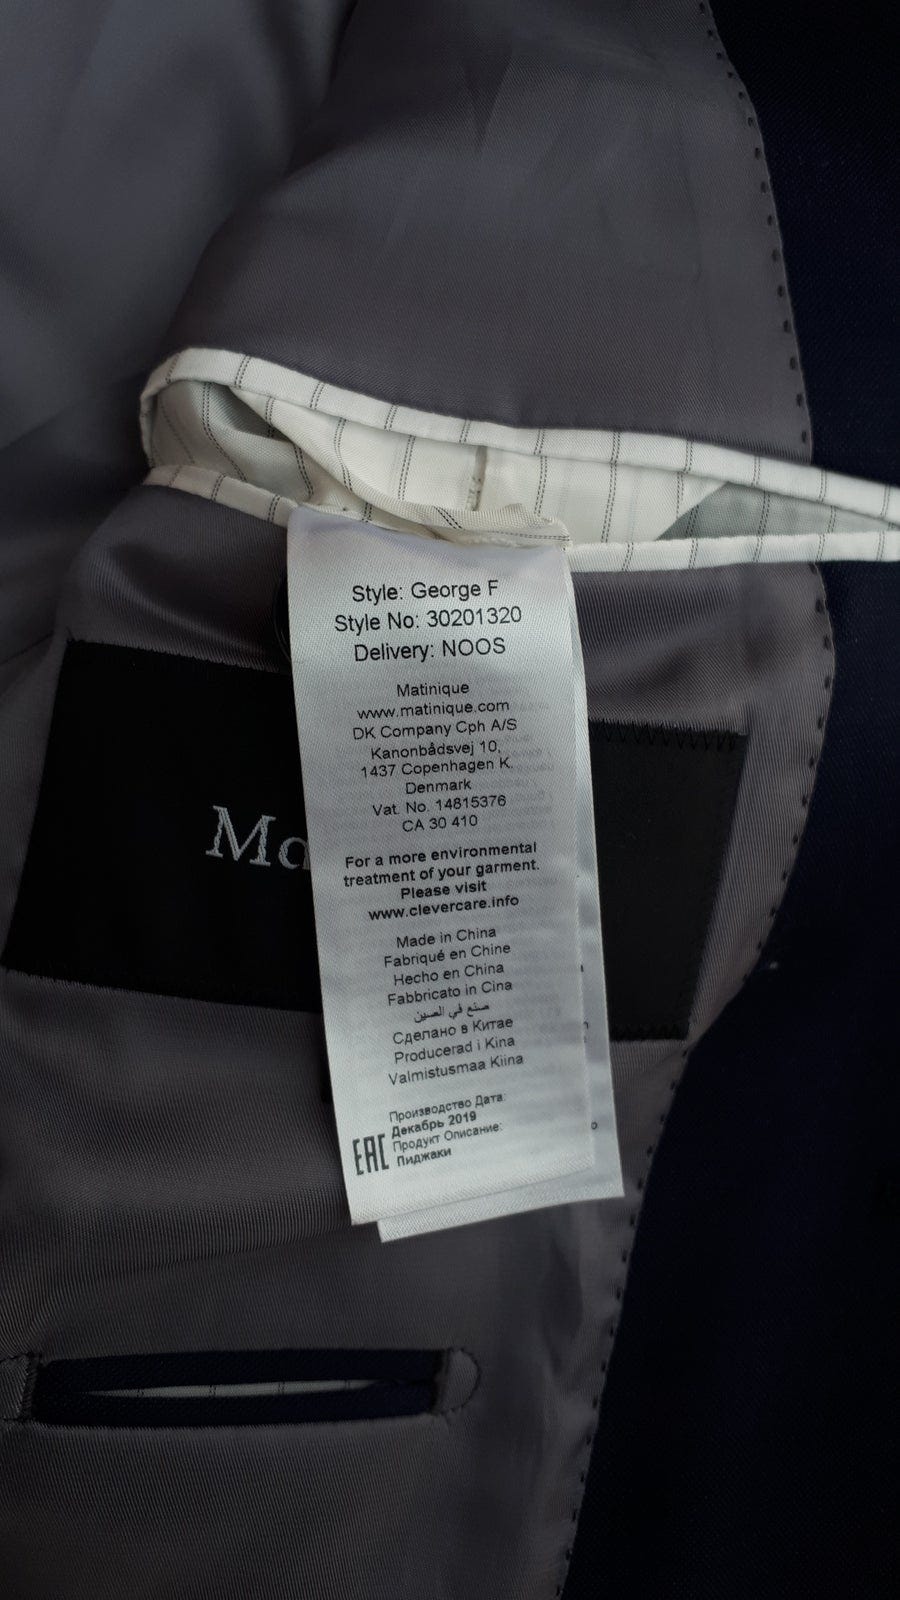 Style: George F
Style No: 30201320
Delivery: NOOS
Matinique
www.matinique.com
DK Company Cph A/S
Kanonbådsvej 10,
1437 Copenhagen K.
Denmark
Vat. No. 14815376
CA 30 410
For a more environmental
treatment of your garment.
Please visit
www.clevercare.info
Made in China
Fabriqué en Chine
Hecho en China
Fabbricato in Cina
صنع في الصين
Сделано в Китае
Producerad i Kina
Valmistusmaa Kiina
Производство Дата:
Декабрь 2019
Продукт Описание:
Пиджаки
EAC
Ma